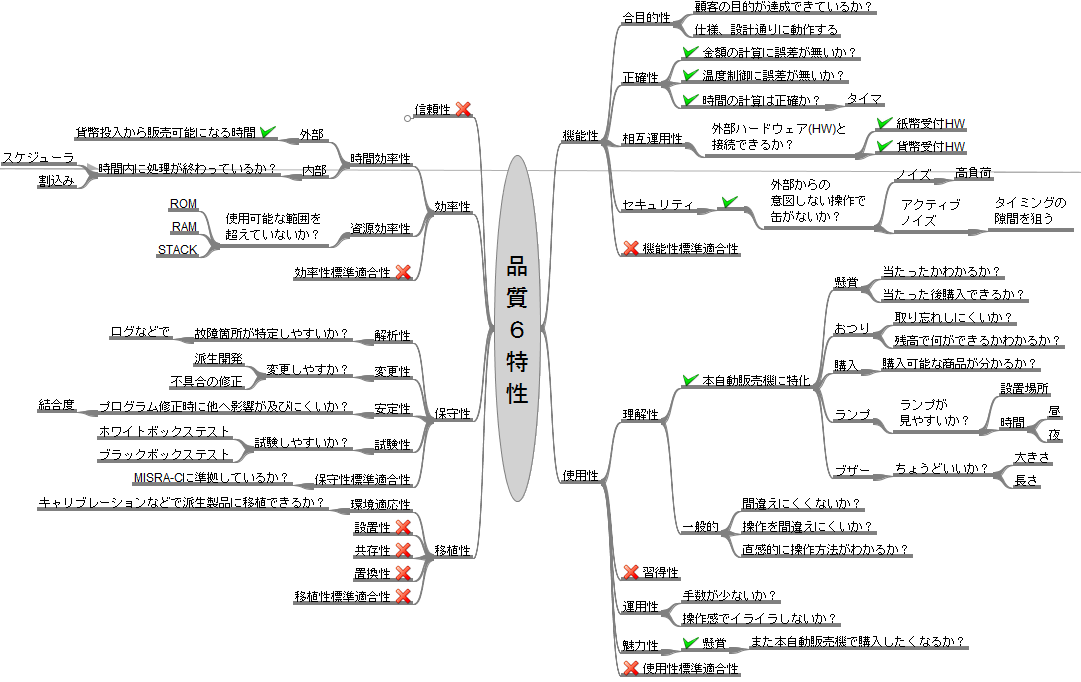 品
質
６
特
性
機能性
合目的性
顧客の目的が達成できているか？
仕様、設計通りに動作する
正確性
金額の計算に誤差が無いか？
温度制御に誤差が無いか？
時間の計算は正確か？
タイマ
相互運用性
外部ハードウェア(HW)と
接続できるか？
紙幣受付HW
貨幣受付HW
セキュリティ
外部からの
意図しない操作で
缶がないか？
ノイズ
高負荷
アクティブ
ノイズ
タイミングの
隙間を狙う
機能性標準適合性
使用性
理解性
本自動販売機に特化
懸賞
当たったかわかるか？
当たった後購入できるか？
おつり
取り忘れしにくいか？
残高で何ができるかわかるか？
購入
購入可能な商品が分かるか？
ランプ
ランプが
見やすいか？
設置場所
時間
昼
夜
ブザー
ちょうどいいか？
大きさ
長さ
一般的
間違えにくくないか？
操作を間違えにくいか？
直感的に操作方法がわかるか？
習得性
運用性
手数が少ないか？
操作感でイライラしないか？
魅力性
懸賞
また本自動販売機で購入したくなるか？
使用性標準適合性
信頼性
効率性
時間効率性
外部
貨幣投入から販売可能になる時間
内部
時間内に処理が終わっているか？
スケジューラ
割込み
資源効率性
使用可能な範囲を
超えていないか？
ROM
RAM
STACK
効率性標準適合性
保守性
解析性
故障箇所が特定しやすいか？
ログなどで
変更性
変更しやすか？
派生開発
不具合の修正
安定性
プログラム修正時に他へ影響が及びにくいか？
結合度
試験性
試験しやすいか？
ホワイトボックステスト
ブラックボックステスト
保守性標準適合性
MISRA-Cに準拠しているか？
移植性
環境適応性
キャリブレーションなどで派生製品に移植できるか？
設置性
共存性
置換性
移植性標準適合性